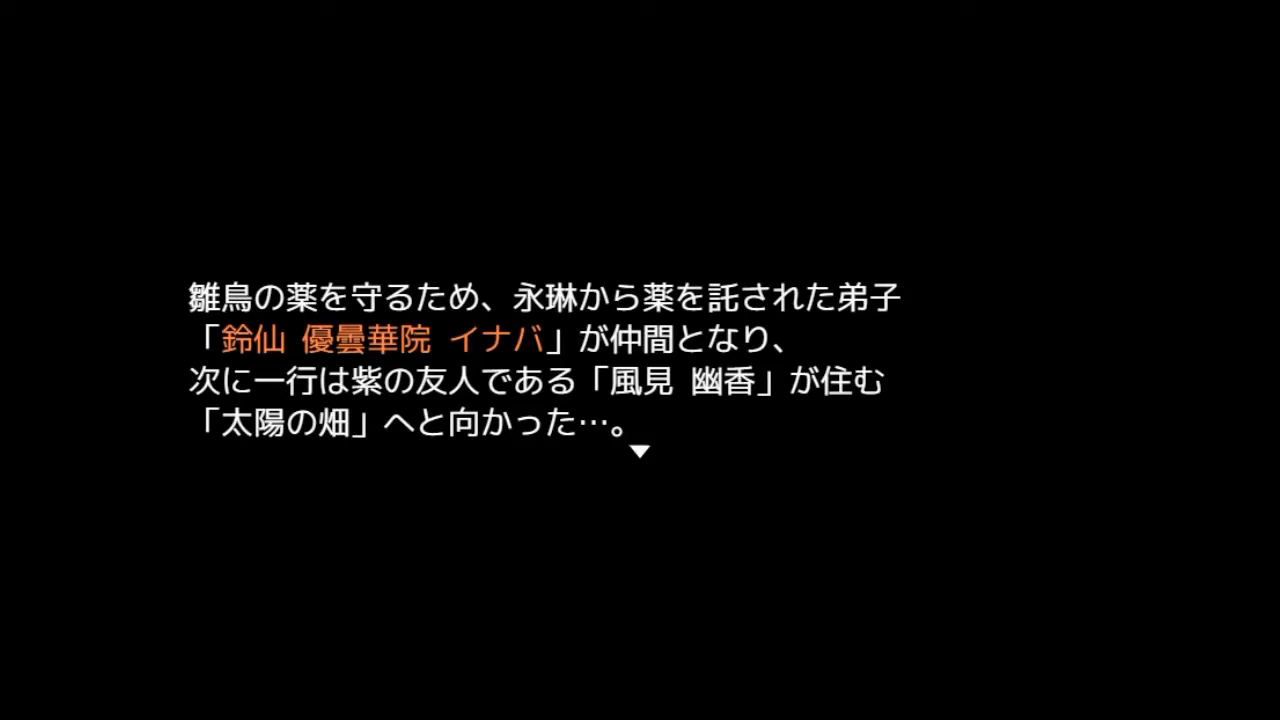 雛鳥の薬を守るため、永琳から薬を託された弟子
「鈴仙 優曇華院 イナバ」が仲間となり、
次に一行は紫の友人である「風見 幽香」が住む
「太陽の畑」へと向かった…。